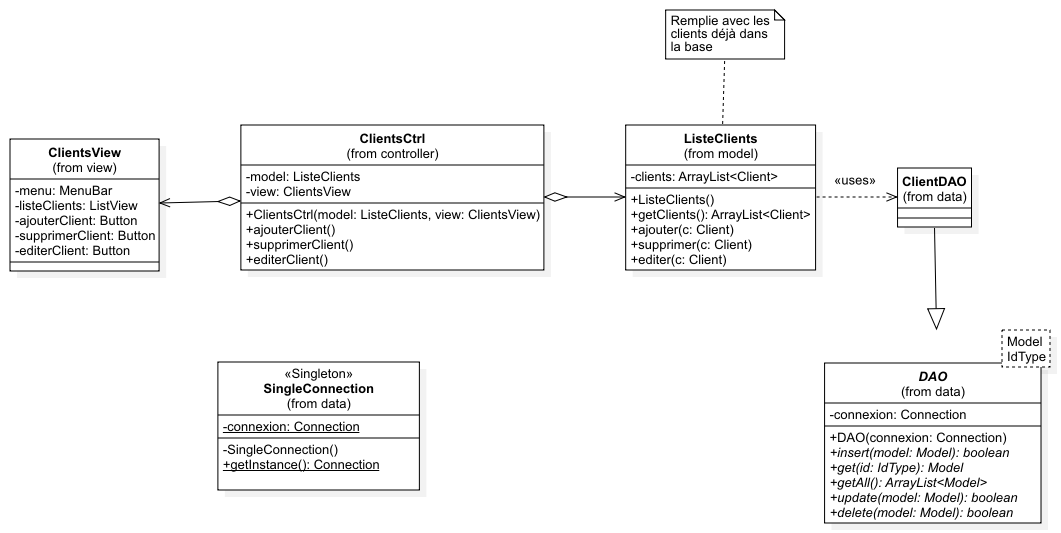 Remplie avec les
clients déjà dans
la base
ClientsView
(from view)
-menu: MenuBar
-listeClients: ListView
-ajouterClient: Button
-supprimerClient: Button
-editerClient: Button
ClientsCtrl
(from controller)
-model: ListeClients
-view: ClientsView
+ClientsCtrl(model: ListeClients, view: ClientsView)
+ajouterClient()
+supprimerClient()
+editerClient()
ListeClients
(from model)
-clients: ArrayList<Client>
+ListeClients()
+getClients(): ArrayList<Client>
+ajouter(c: Client)
+supprimer(c: Client)
+editer(c: Client)
«uses»
ClientDAO
(from data)
«Singleton»
SingleConnection
(from data)
-connexion: Connection
-SingleConnection()
+getInstance(): Connection
Model
IdType
DAO
(from data)
-connexion: Connection
+DAO(connexion: Connection)
+insert(model: Model): boolean
+get(id: IdType): Model
+getAll(): ArrayList<Model>
+update(model: Model): boolean
+delete(model: Model): boolean